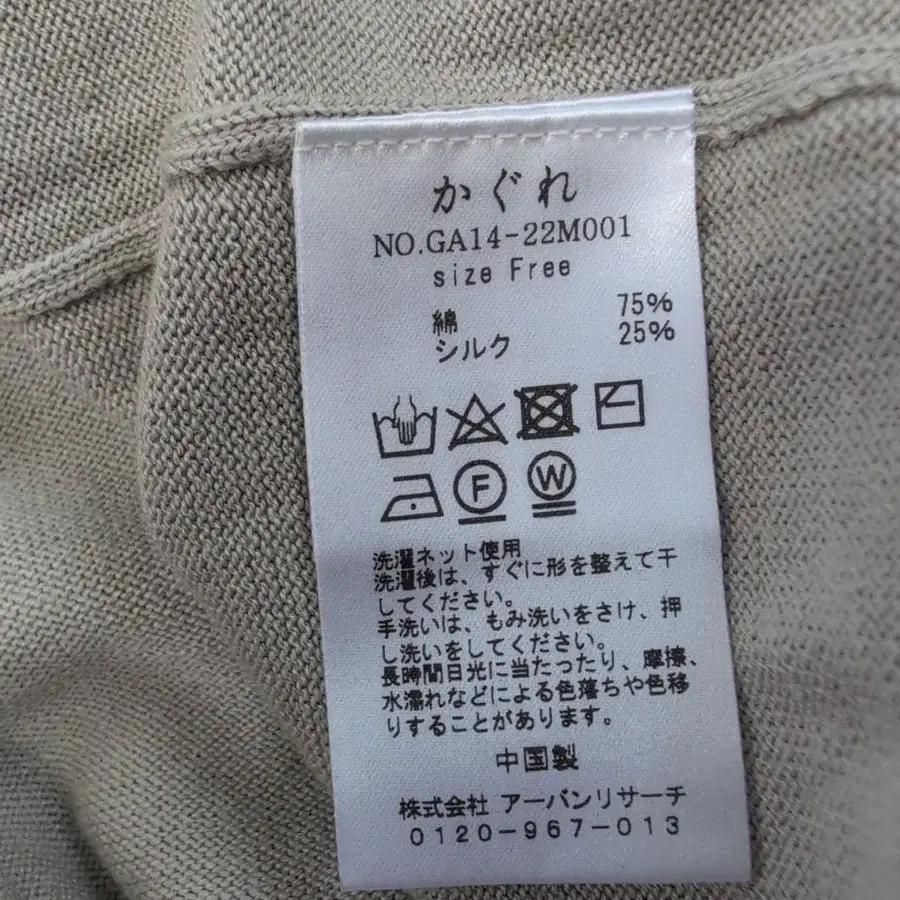 かぐれ
NO.GA14-22M001
size Free
綿 75%
シルク 25%
F W
洗濯ネット使用
洗濯後は、すぐに形を整えて干
してください。
手洗いは、もみ洗いをさけ、押
し洗いをしてください。
長時間日光に当たったり、摩擦、
水濡れなどによる色落ちや色移
りすることがあります。
中国製
株式会社 アーバンリサーチ
0120-967-013